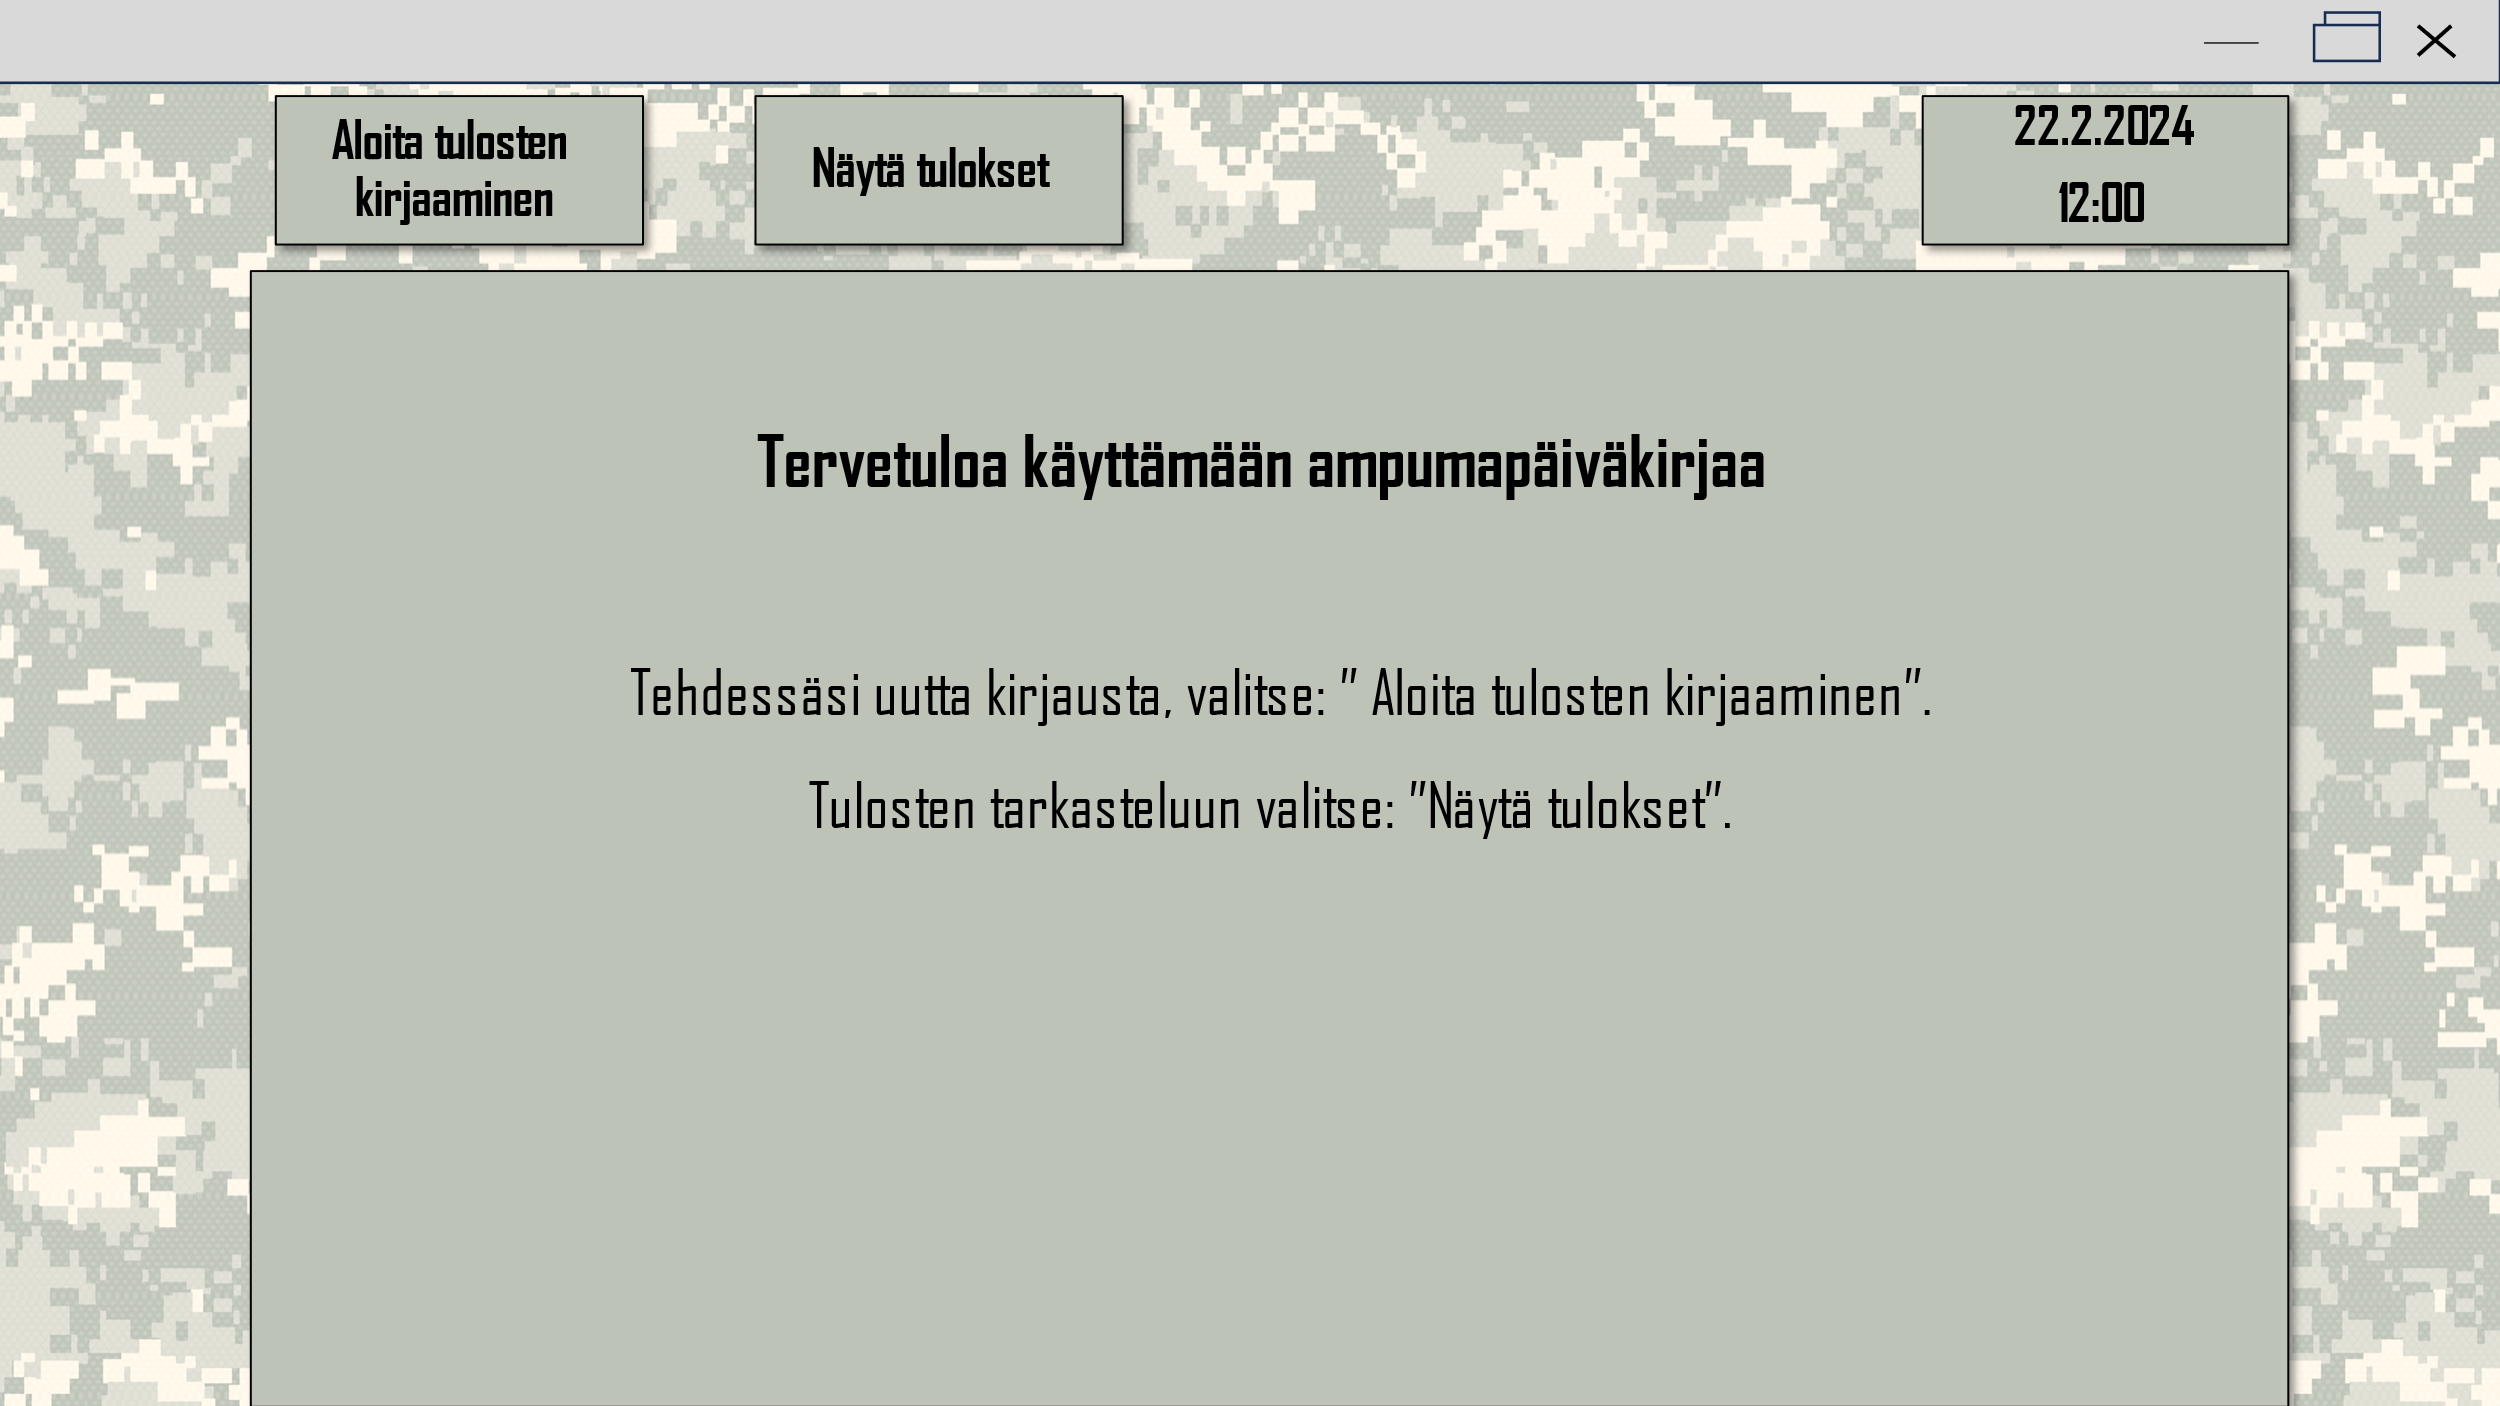 Aloita tulosten
kirjaaminen
Näytä tulokset
22.2.2024
12:00
Tervetuloa käyttämään ampumapäiväkirjaa
Tehdessäsi uutta kirjausta, valitse: " Aloita tulosten kirjaaminen".
Tulosten tarkasteluun valitse: "Näytä tulokset".